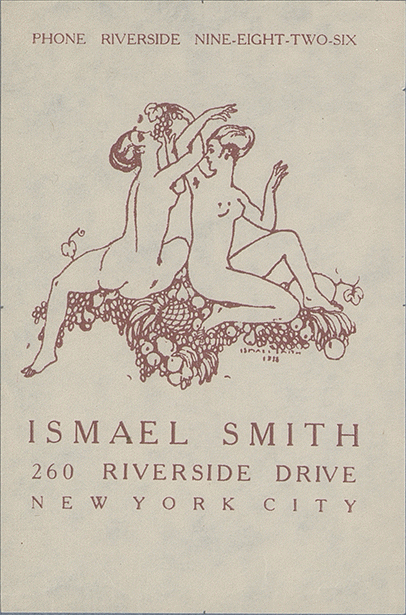 PHONE RIVERSIDE NINE-EIGHT-TWO-SIX
ISMAEL SMITH
1918
ISMAEL SMITH
260 RIVERSIDE DRIVE
NEW YORK CITY